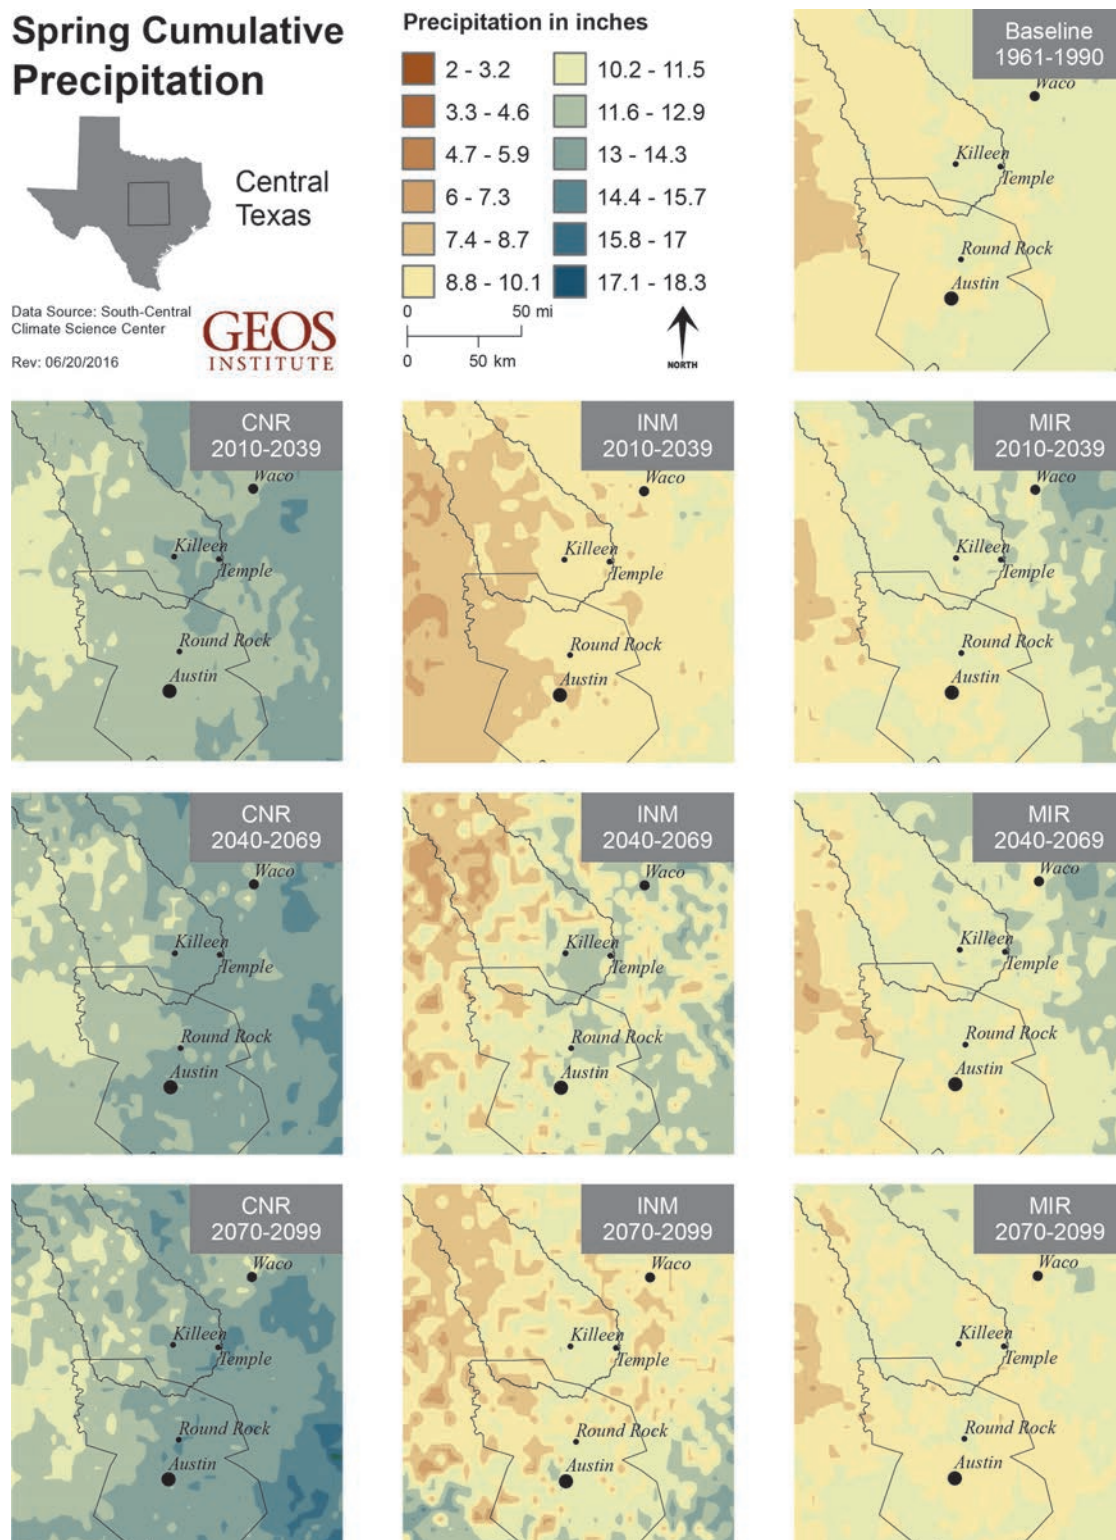 Spring Cumulative
Precipitation
Central
Texas
Data Source: South-Central
Climate Science Center
Rev: 06/20/2016
GEOS
INSTITUTE
Precipitation in inches
2 - 3.2
3.3 - 4.6
4.7 - 5.9
6 - 7.3
7.4 - 8.7
8.8 - 10.1
10.2 - 11.5
11.6 - 12.9
13 - 14.3
14.4 - 15.7
15.8 - 17
17.1 - 18.3
0 50 mi
0 50 km
NORTH
Baseline
1961-1990
Waco
Killeen
Temple
Round Rock
Austin
CNR
2010-2039
Waco
Killeen
Temple
Round Rock
Austin
INM
2010-2039
Waco
Killeen
Temple
Round Rock
Austin
MIR
2010-2039
Waco
Killeen
Temple
Round Rock
Austin
CNR
2040-2069
Waco
Killeen
Temple
Round Rock
Austin
INM
2040-2069
Waco
Killeen
Temple
Round Rock
Austin
MIR
2040-2069
Waco
Killeen
Temple
Round Rock
Austin
CNR
2070-2099
Waco
Killeen
Temple
Round Rock
Austin
INM
2070-2099
Waco
Killeen
Temple
Round Rock
Austin
MIR
2070-2099
Waco
Killeen
Temple
Round Rock
Austin